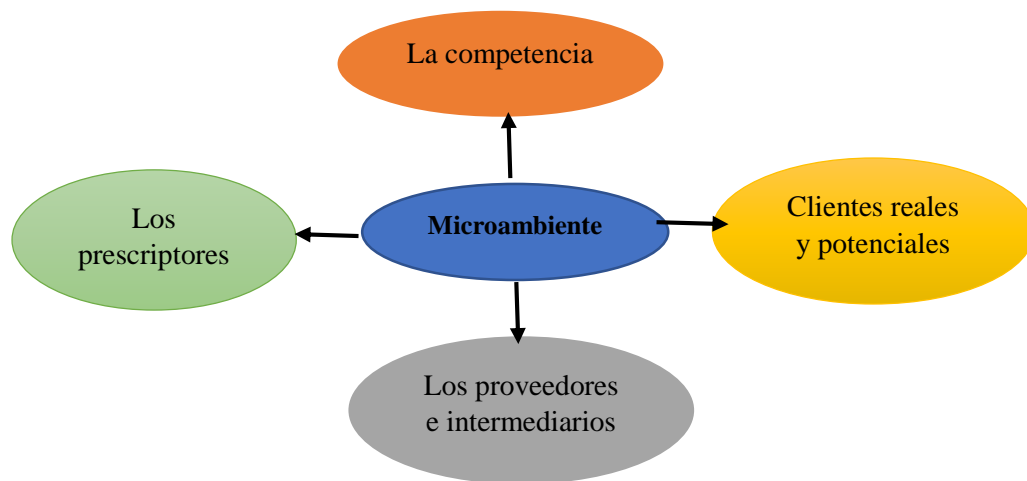 La competencia
Los
prescriptores
Microambiente
Clientes reales
y potenciales
Los proveedores
e intermediarios